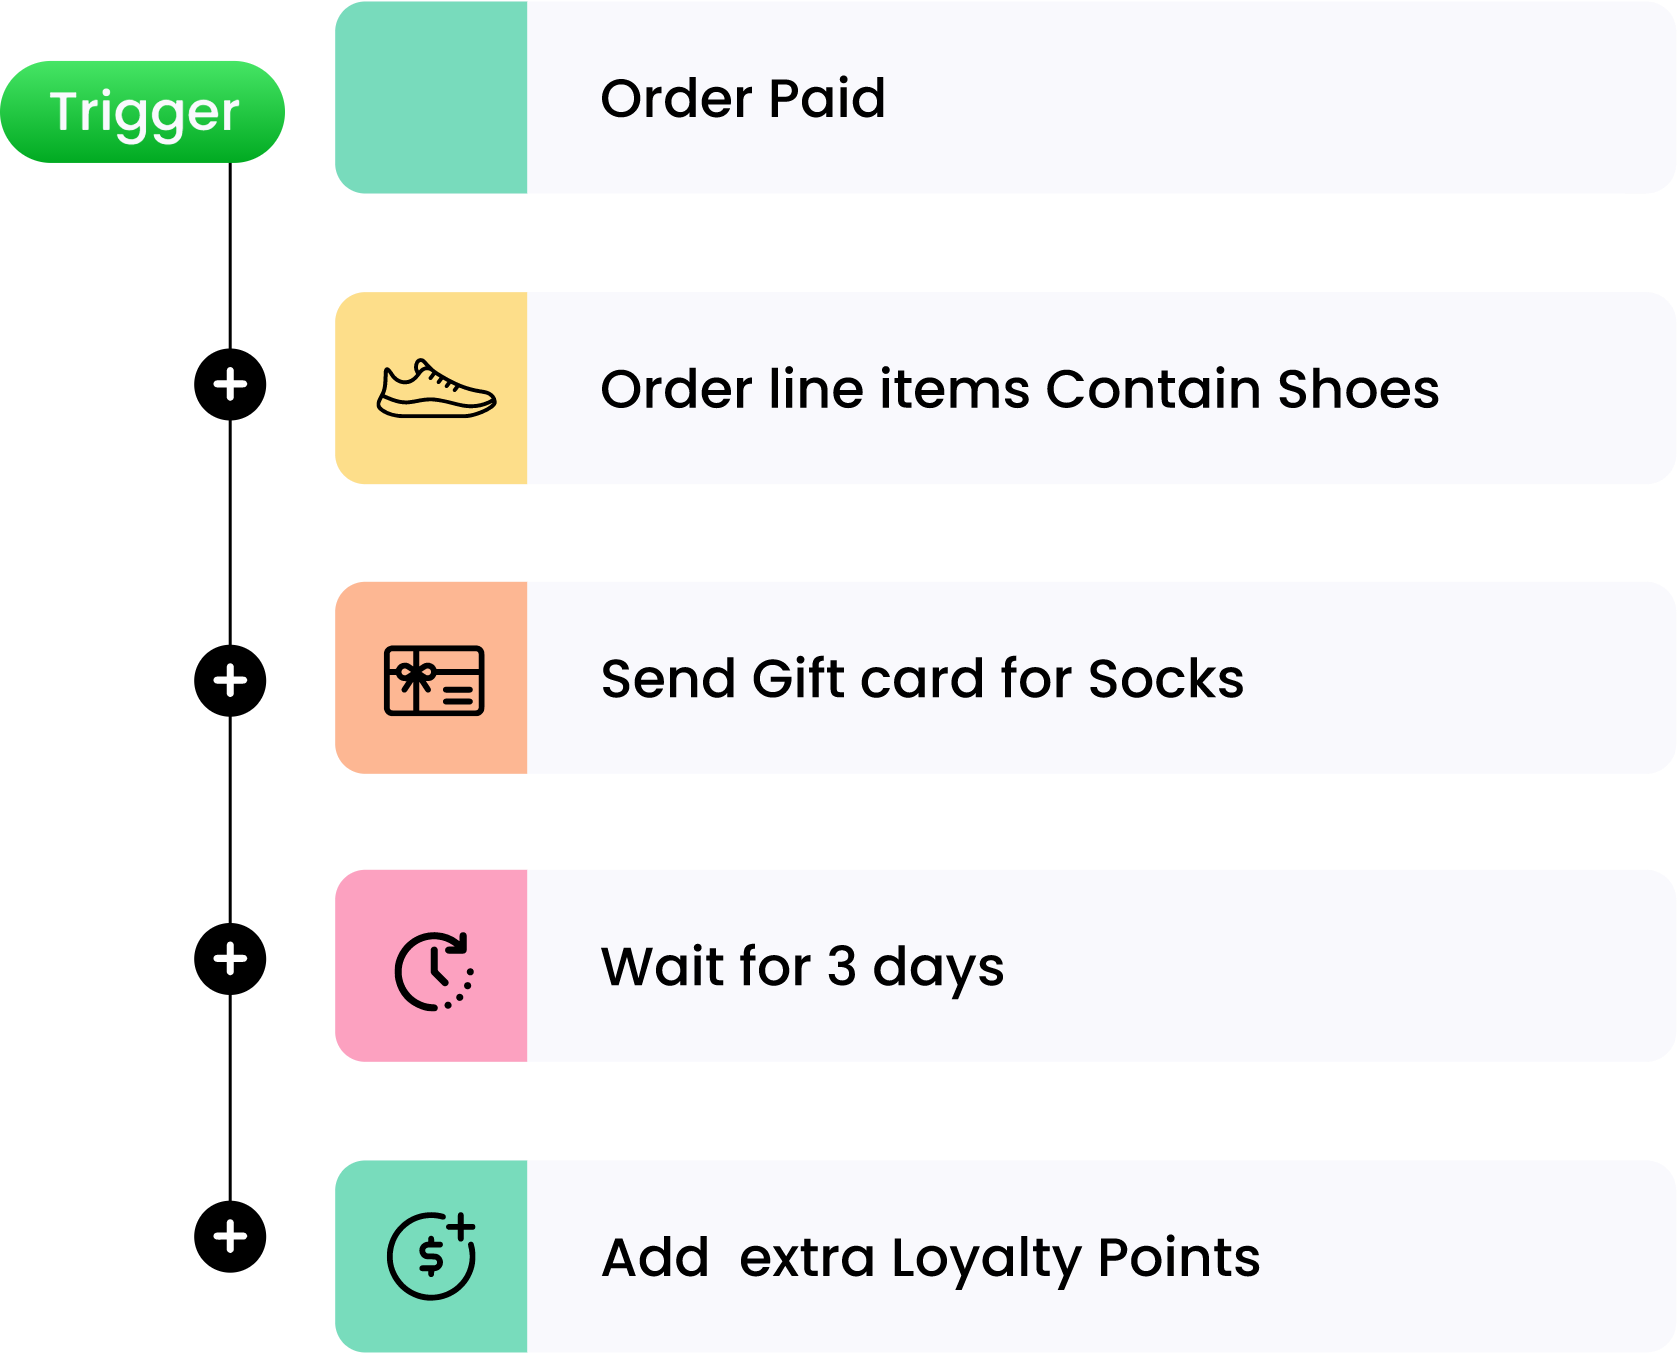 Trigger
Order Paid
Order line items Contain Shoes
Send Gift card for Socks
Wait for 3 days
$
Add  extra Loyalty Points